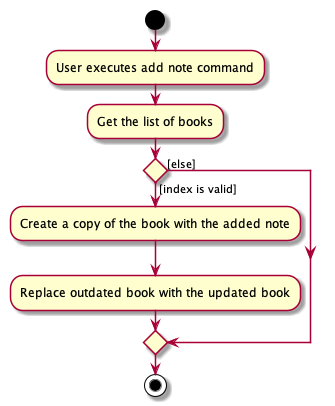 User executes add note command
Get the list of books
[else]
[index is valid]
Create a copy of the book with the added note
Replace outdated book with the updated book